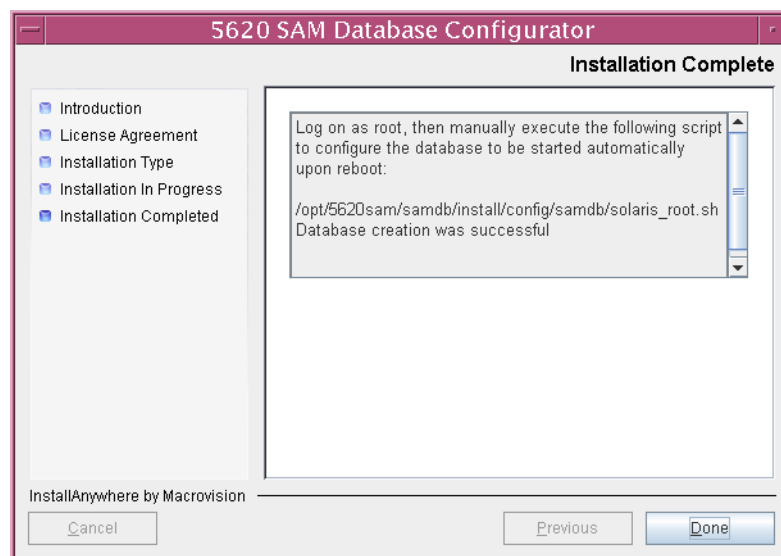 5620 SAM Database Configurator
Installation Complete
Introduction
License Agreement
Installation Type
Installation In Progress
Installation Completed
Log on as root, then manually execute the following script
to configure the database to be started automatically
upon reboot:
/opt/5620sam/samdb/install/config/samdb/solaris_root.sh
Database creation was successful
InstallAnywhere by Macrovision
Cancel
Previous
Done